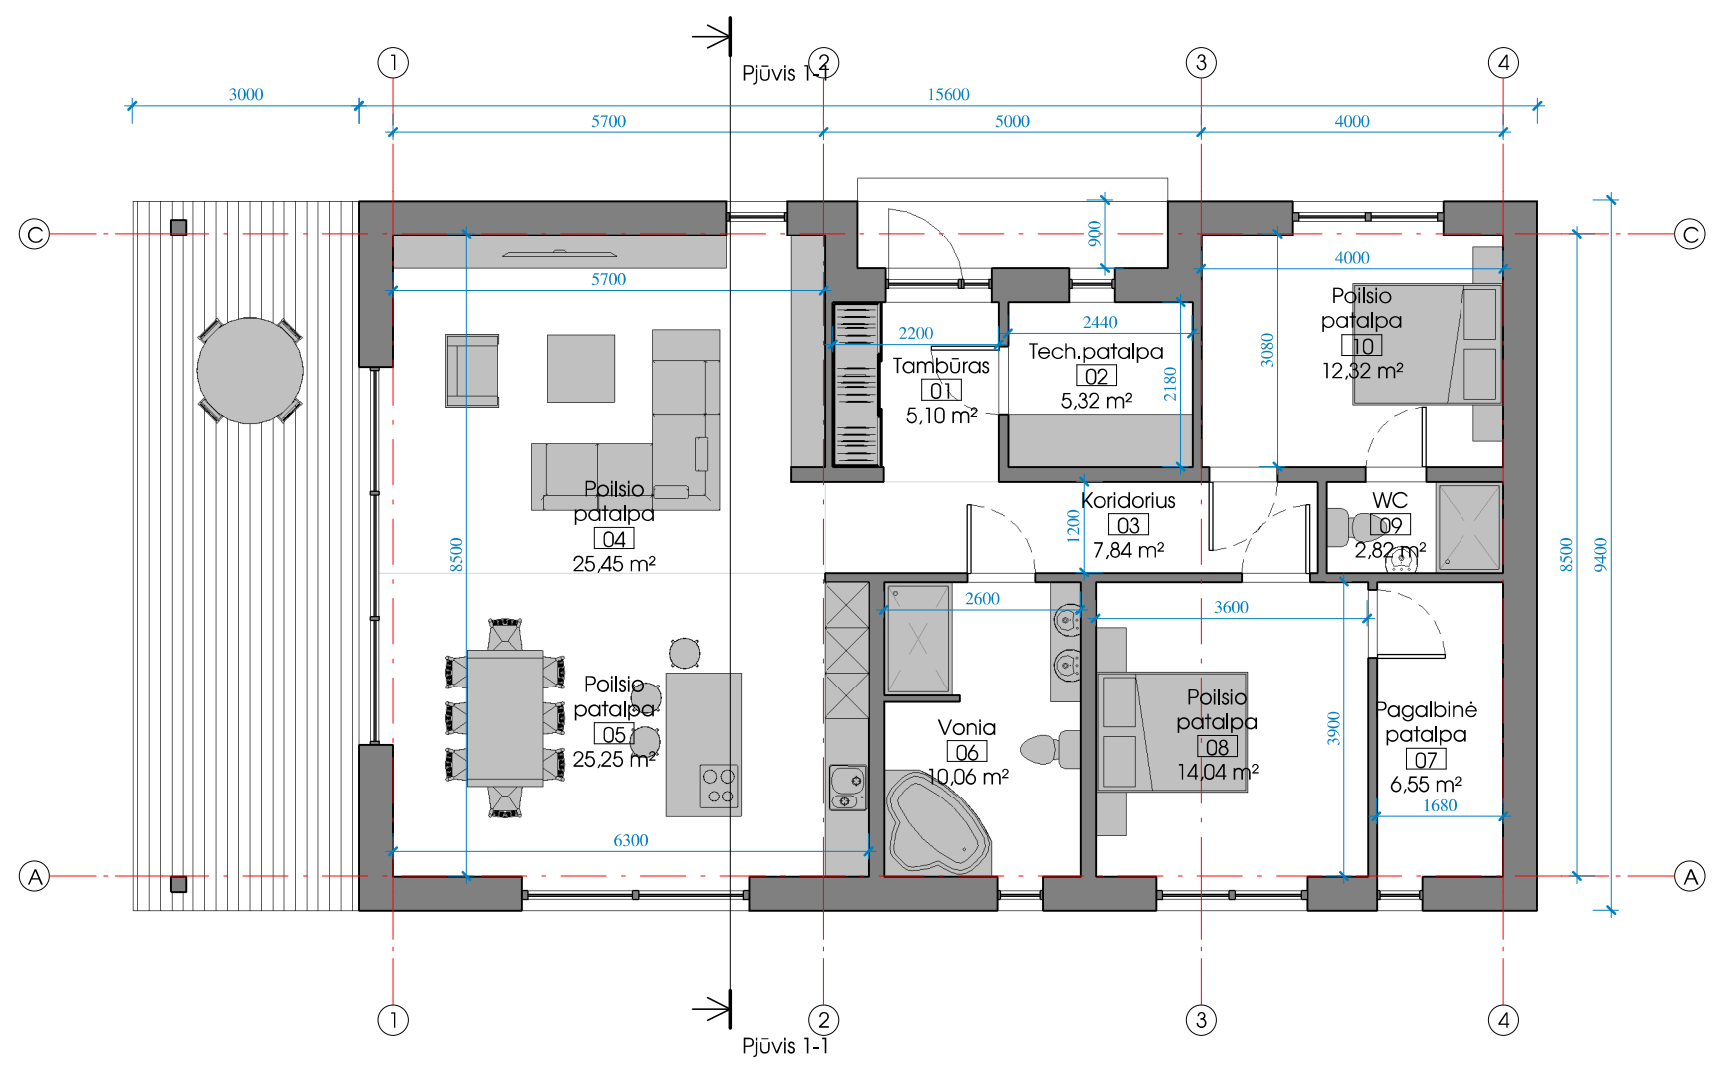 Pjūvis 1-1
1
2
3
4
3000
15600
5700
5000
4000
C
C
900
5700
4000
2200
2440
3080
2180
Tambūras
01
5,10 m²
Tech.patalpa
02
5,32 m²
Poilsio
patalpa
10
12,32 m²
Poilsio
patalpa
04
25,45 m²
8500
Koridorius
03
7,84 m²
1200
WC
09
2,82 m²
8500
9400
2600
3600
Poilsio
patalpa
05
25,25 m²
Vonia
06
10,06 m²
Poilsio
patalpa
08
14,04 m²
3900
Pagalbinė
patalpa
07
6,55 m²
1680
6300
A
A
1
2
3
4
Pjūvis 1-1